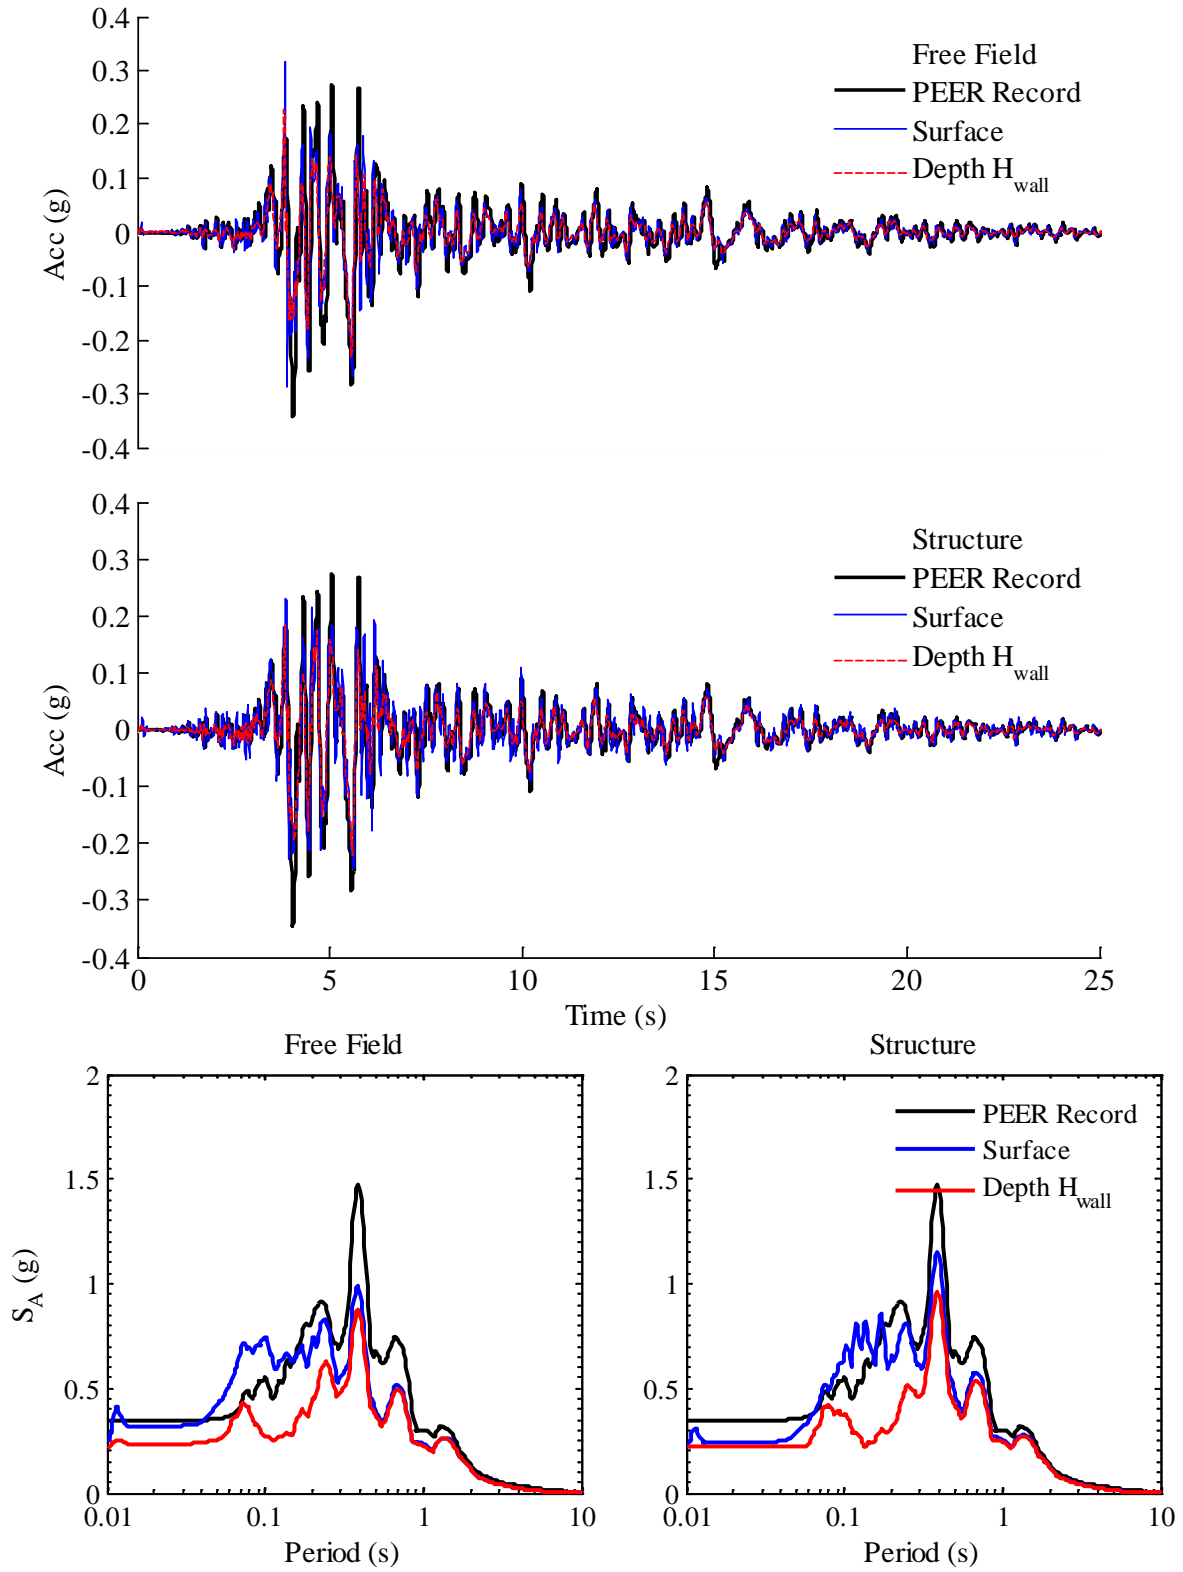 0.4
0.3
0.2
0.1
0
-0.1
-0.2
-0.3
-0.4
Acc (g)
Free Field
PEER Record
Surface
Depth H_wall
0.4
0.3
0.2
0.1
0
-0.1
-0.2
-0.3
-0.4
Acc (g)
Structure
PEER Record
Surface
Depth H_wall
0 5 10 15 20 25
Time (s)
Free Field
2
1.5
1
0.5
0
S_A (g)
0.01 0.1 1 10
Period (s)
Structure
2
1.5
1
0.5
0
PEER Record
Surface
Depth H_wall
0.01 0.1 1 10
Period (s)